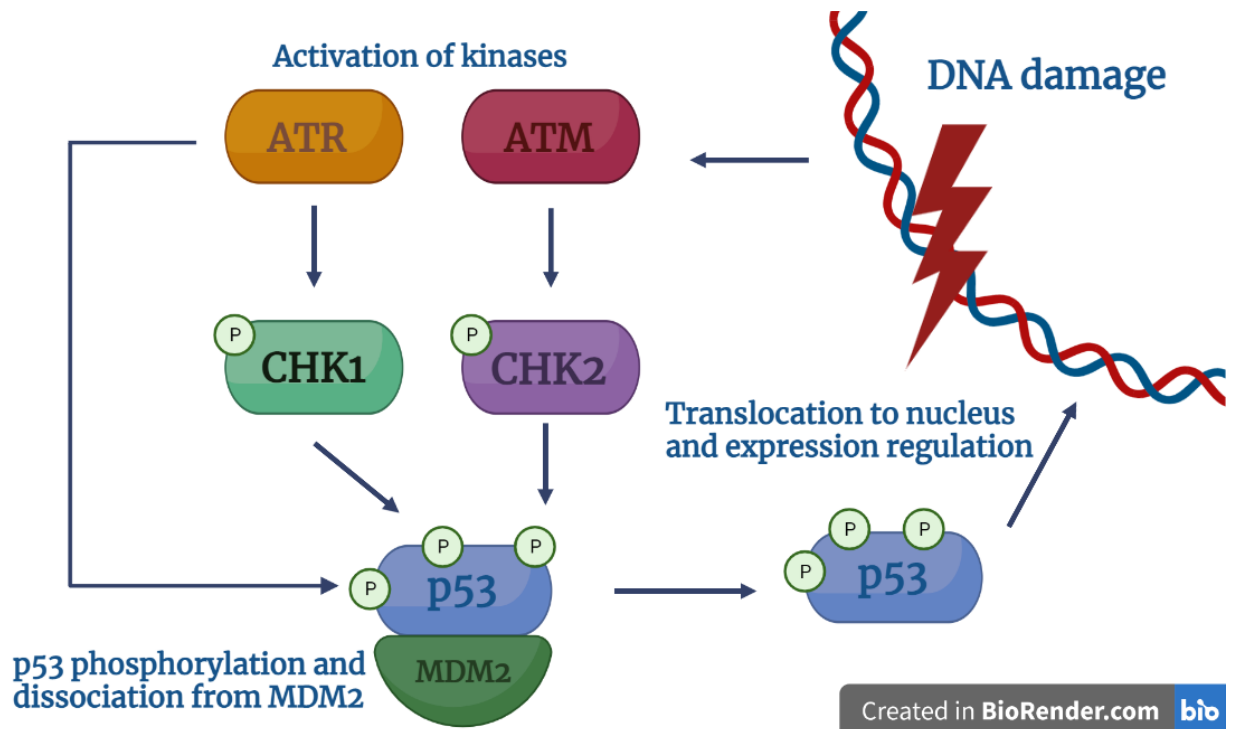 Activation of kinases
DNA damage
ATR
ATM
P
P
CHK1
CHK2
Translocation to nucleus
and expression regulation
P
P
P
p53
P
P
P
p53
MDM2
p53 phosphorylation and
dissociation from MDM2
Created in BioRender.com bio